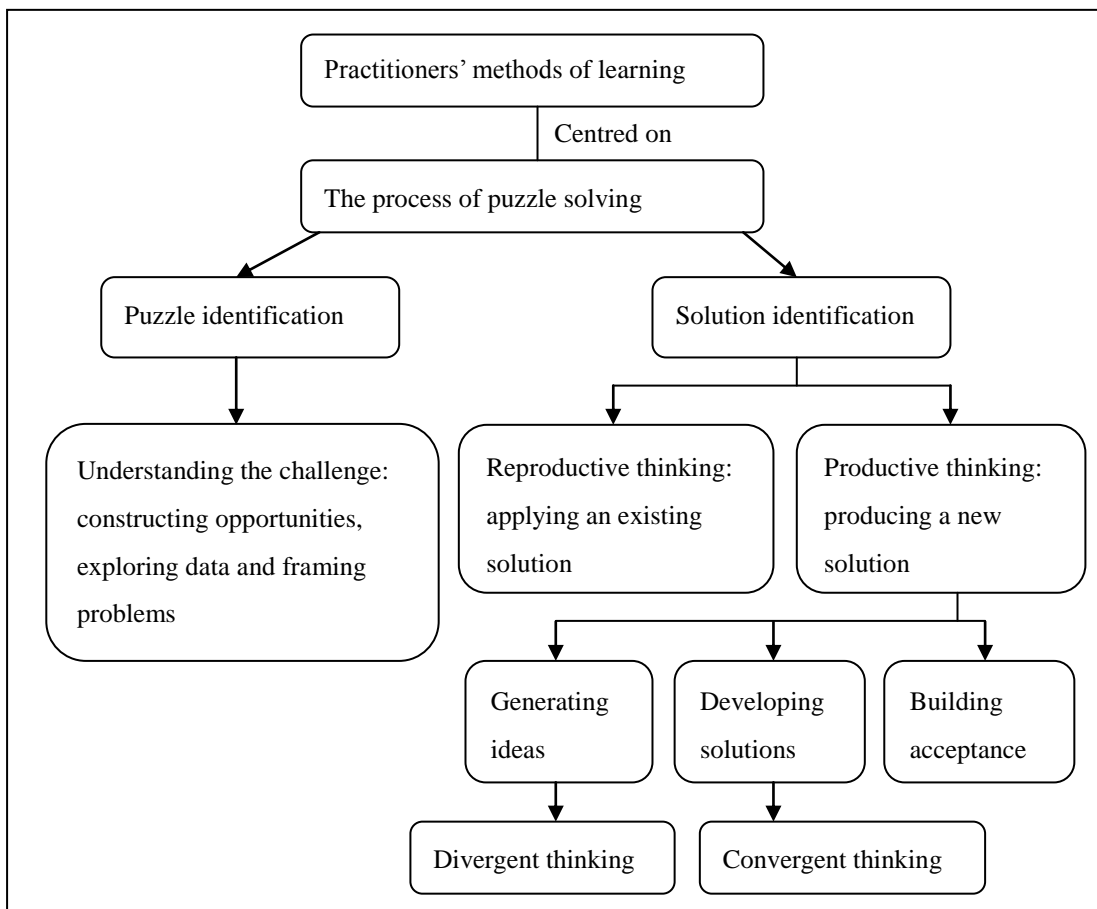 Practitioners’ methods of learning
Centred on
The process of puzzle solving
Puzzle identification
Solution identification
Understanding the challenge:
constructing opportunities,
exploring data and framing
problems
Reproductive thinking:
applying an existing
solution
Productive thinking:
producing a new
solution
Generating
ideas
Developing
solutions
Building
acceptance
Divergent thinking
Convergent thinking